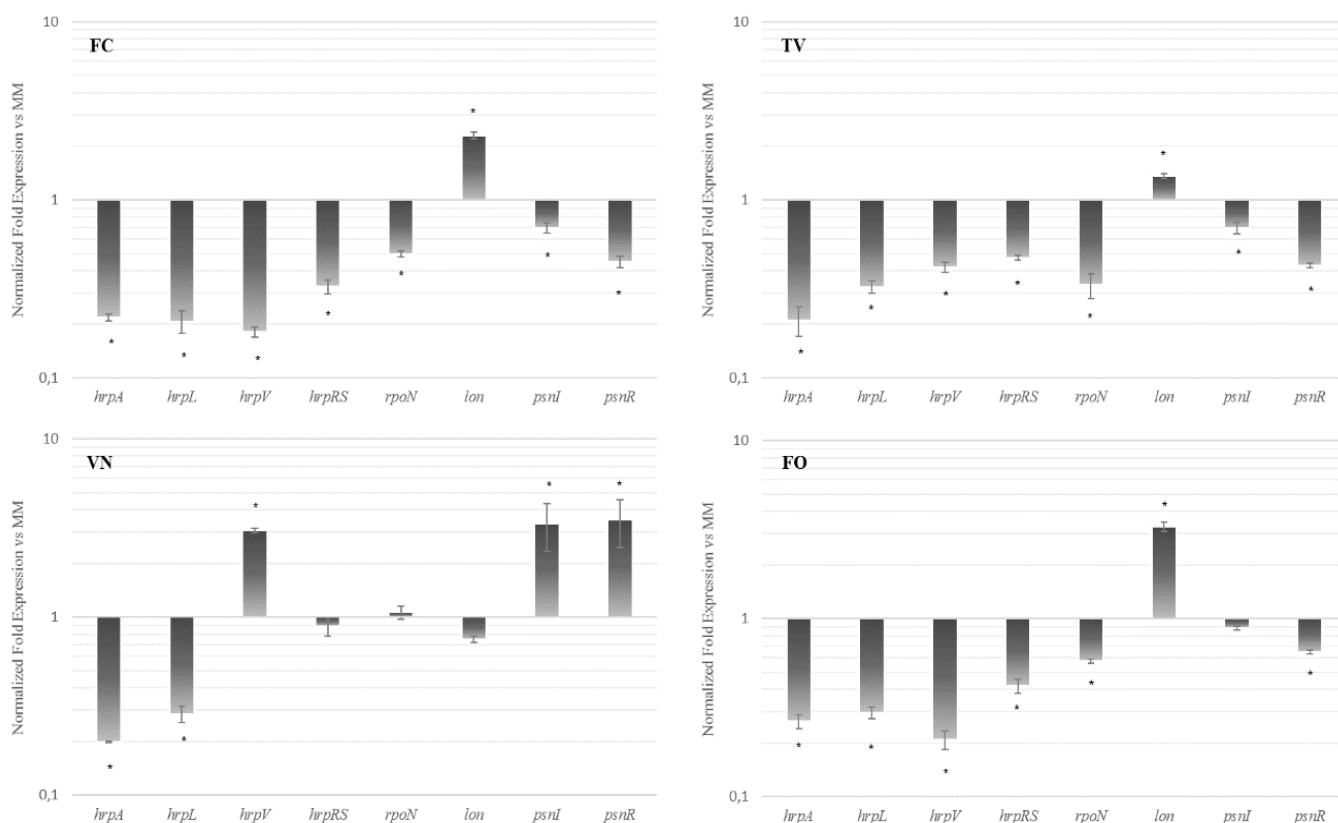 10
FC
Normalized Fold Expression vs MM
*
1
* * * * * * *
0,1
hrpA hrpL hrpV hrpRS rpoN lon psnI psnR
10
TV
Normalized Fold Expression vs MM
*
1
* * * * * * *
0,1
hrpA hrpL hrpV hrpRS rpoN lon psnI psnR
10
VN
Normalized Fold Expression vs MM
* * *
1
* *
0,1
hrpA hrpL hrpV hrpRS rpoN lon psnI psnR
10
FO
Normalized Fold Expression vs MM
*
1
* * * * * *
0,1
hrpA hrpL hrpV hrpRS rpoN lon psnI psnR